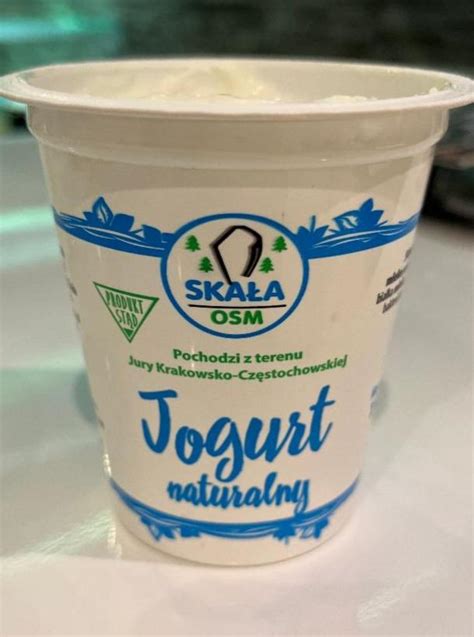 SKAŁA
OSM
PRODUKT
STĄD
Pochodzi z terenu
Jury Krakowsko-Częstochowskiej
Jogurt
naturalny